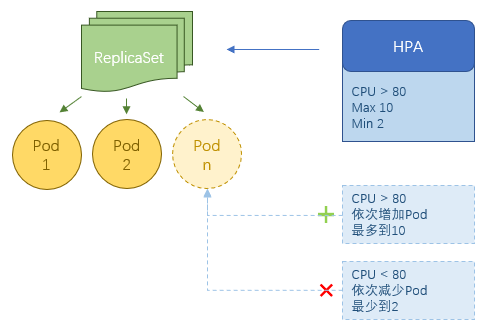 ReplicaSet
HPA
CPU > 80
Max 10
Min 2
Pod
1
Pod
2
Pod
n
CPU > 80
依次增加Pod
最多到10
CPU < 80
依次减少Pod
最少到2